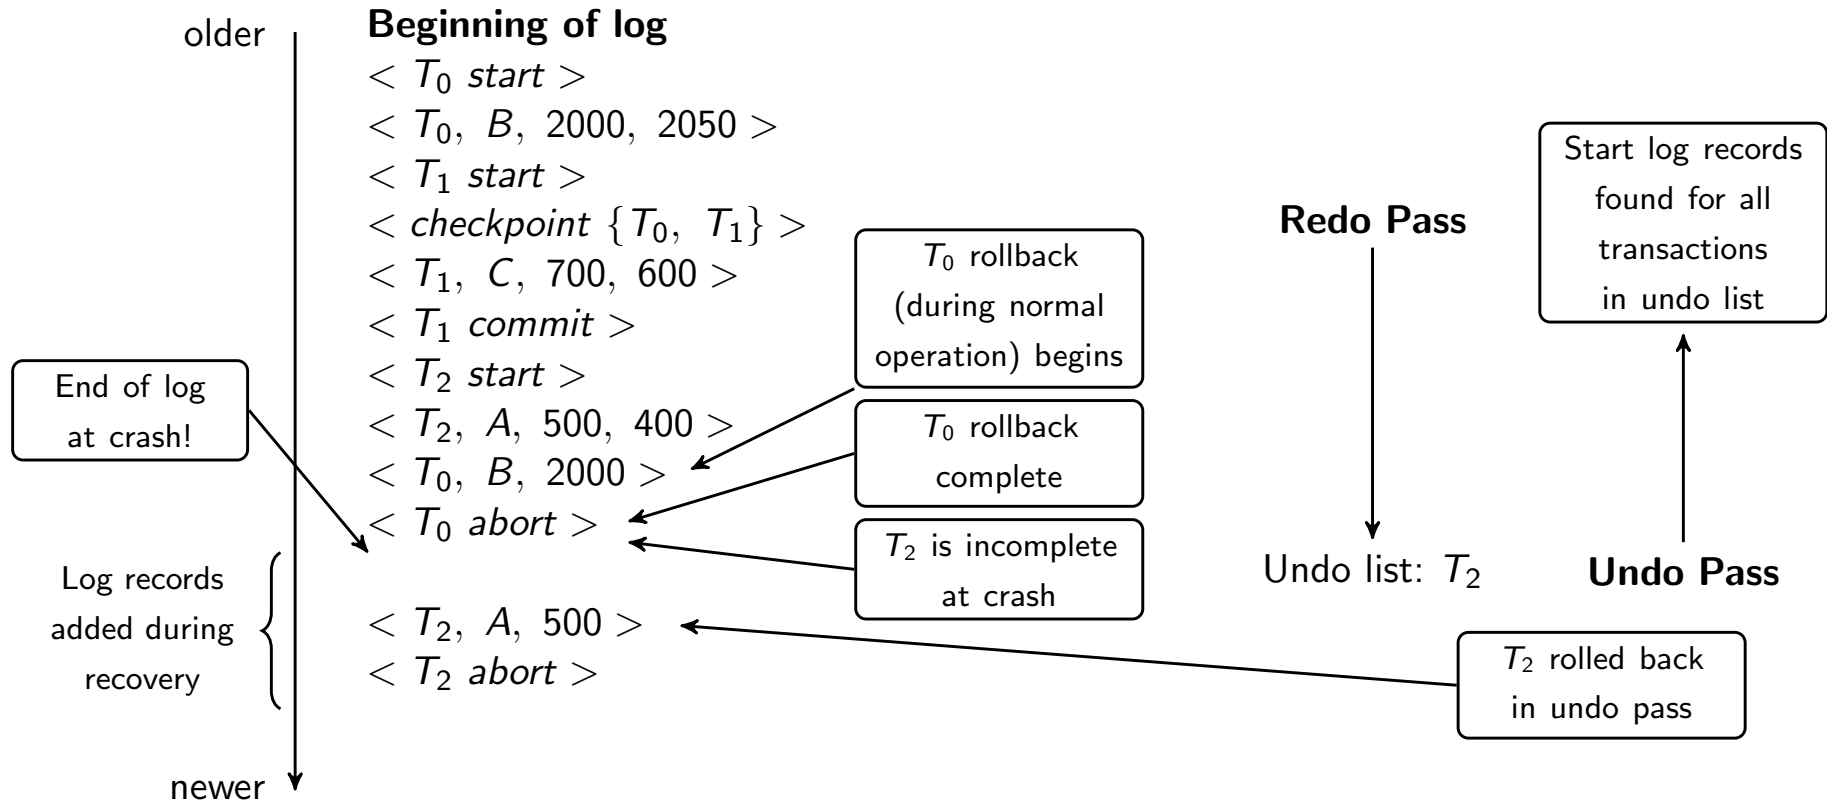 older
Beginning of log
< T₀ start >
< T₀, B, 2000, 2050 >
< T₁ start >
< checkpoint {T₀, T₁} >
< T₁, C, 700, 600 >
< T₁ commit >
< T₂ start >
< T₂, A, 500, 400 >
< T₀, B, 2000 >
< T₀ abort >
< T₂, A, 500 >
< T₂ abort >
newer
End of log
at crash!
Log records
added during
recovery
T₀ rollback
(during normal
operation) begins
T₀ rollback
complete
T₂ is incomplete
at crash
Redo Pass
Undo list: T₂
Start log records
found for all
transactions
in undo list
Undo Pass
T₂ rolled back
in undo pass